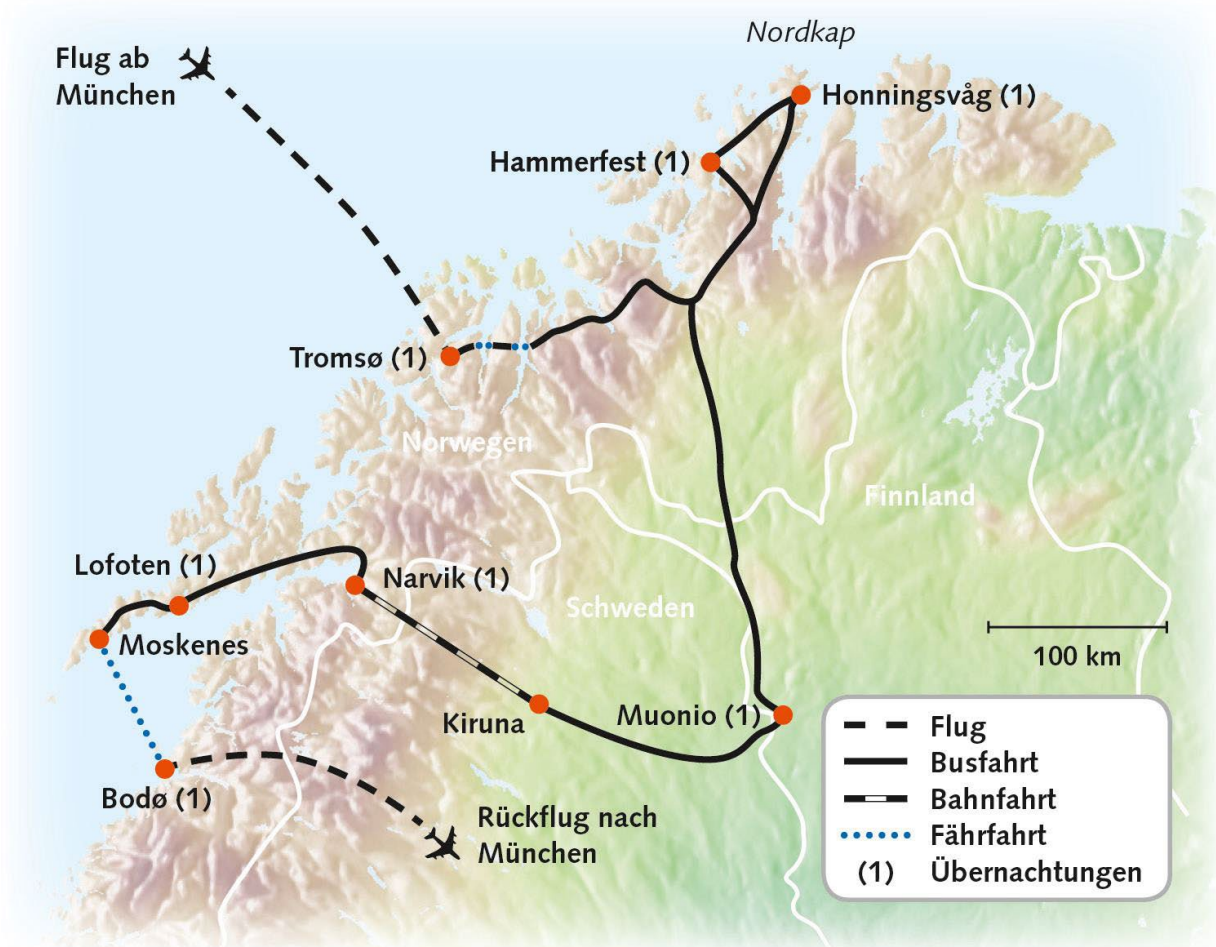 Nordkap
Flug ab
München
Honningsvåg (1)
Hammerfest (1)
Tromsø (1)
Norwegen
Finnland
Lofoten (1)
Narvik (1)
Schweden
Moskenes
100 km
Kiruna
Muonio (1)
Bodø (1)
Rückflug nach
München
Flug
Busfahrt
Bahnfahrt
Fährfahrt
(1) Übernachtungen